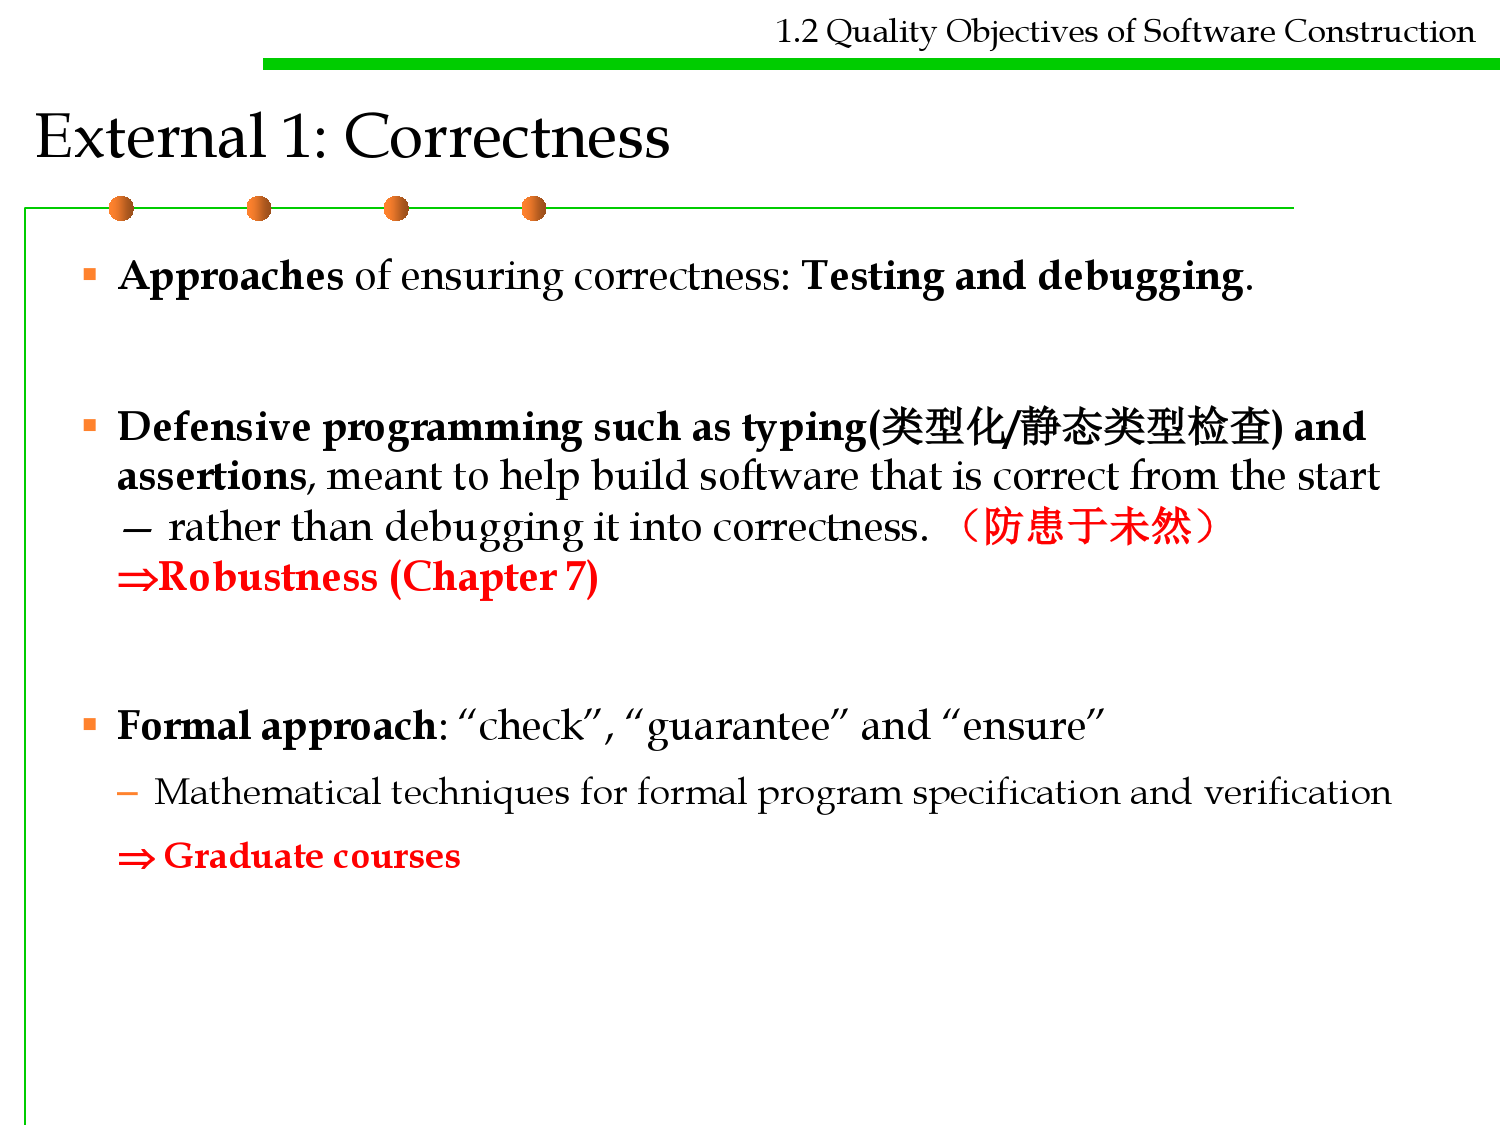 1.2 Quality Objectives of Software Construction
External 1: Correctness
▪ Approaches of ensuring correctness: Testing and debugging.
▪ Defensive programming such as typing(类型化/静态类型检查) and
assertions, meant to help build software that is correct from the start
— rather than debugging it into correctness. （防患于未然）
⇒Robustness (Chapter 7)
▪ Formal approach: “check”, “guarantee” and “ensure”
– Mathematical techniques for formal program specification and verification
⇒ Graduate courses